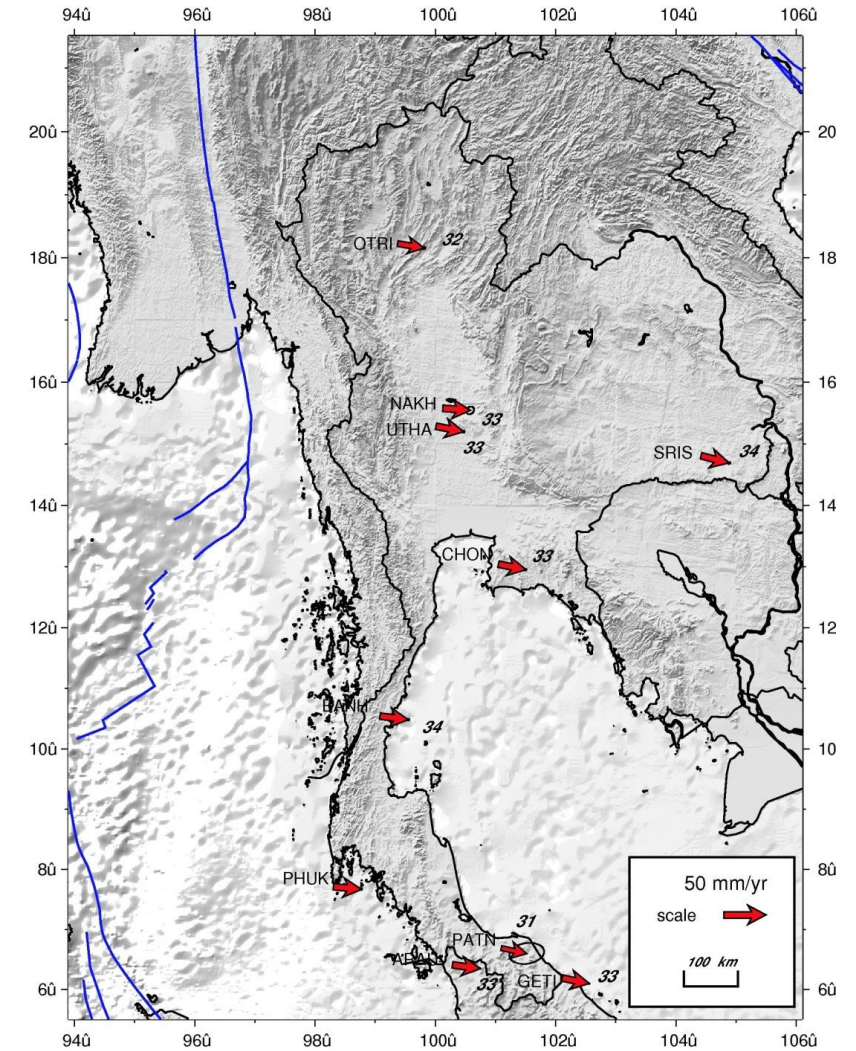 94û 96û 98û 100û 102û 104û 106û
20û 20
OTRI 32
18û 18
16û 16
NAKH 33
UTHA 33
SRIS 34
14û 14
CHON 33
12û 12
BANH 34
10û 10
8û 8û
PHUK
50 mm/yr
scale
31
PATN
33
GETI 33
100 km
6û 6û
94û 96û 98û 100û 102û 104û 106û